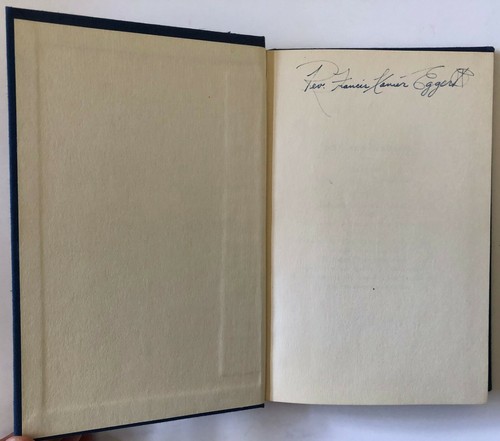 Rev. Francis Xavier Eggert